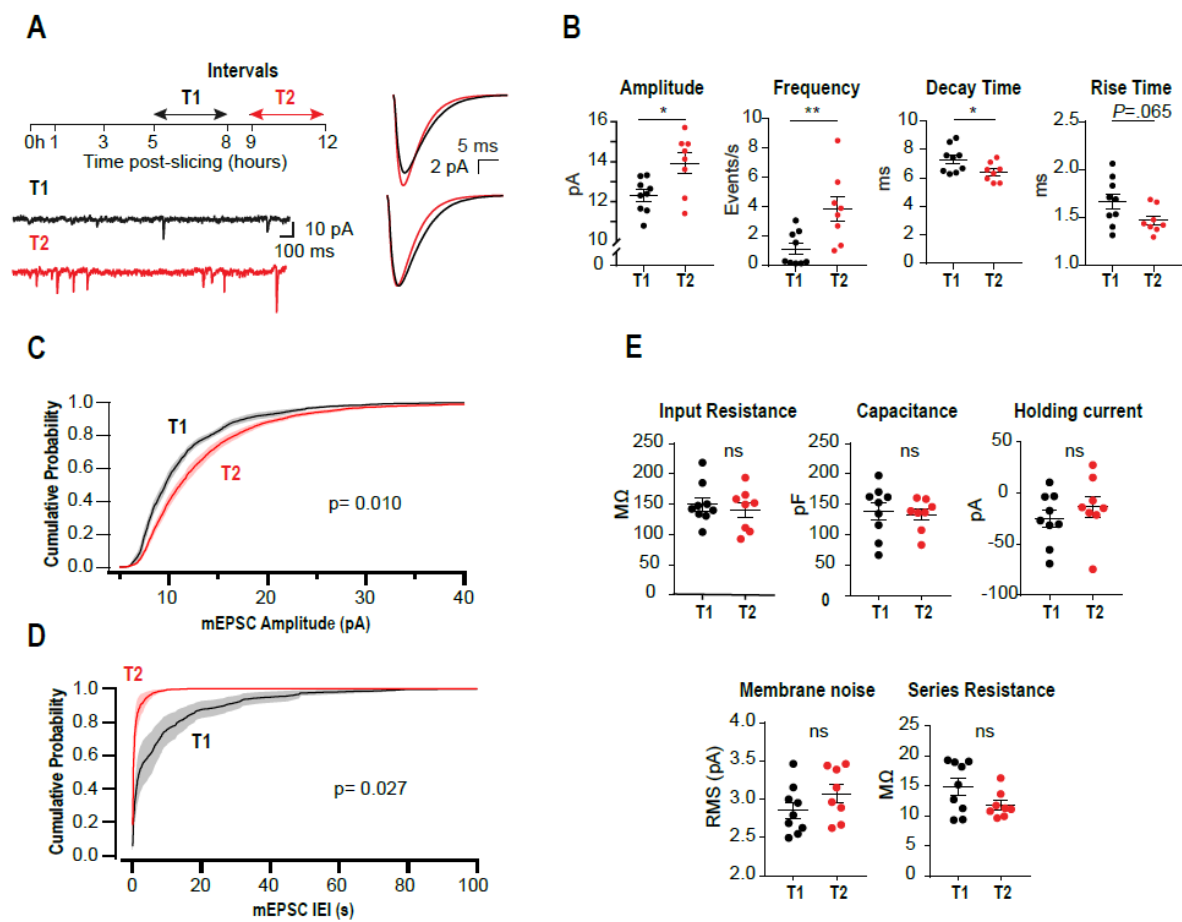 A
Intervals
T1
T2
0h 1 3 5 8 9 12
Time post-slicing (hours)
5 ms
2 pA
T1
10 pA
100 ms
T2
B
Amplitude
*
pA
16
14
12
10
0
T1 T2
Frequency
**
Events/s
10
8
6
4
2
0
T1 T2
Decay Time
*
ms
10
8
6
4
2
0
T1 T2
Rise Time
P=.065
ms
2.5
2.0
1.5
1.0
T1 T2
C
Cumulative Probability
1.0
0.8
0.6
0.4
0.2
0.0
T1
T2
p= 0.010
10 20 30 40
mEPSC Amplitude (pA)
D
T2
Cumulative Probability
1.0
0.8
0.6
0.4
0.2
0.0
T1
p= 0.027
0 20 40 60 80 100
mEPSC IEI (s)
E
Input Resistance
ns
MΩ
250
200
150
100
50
0
T1 T2
Capacitance
ns
pF
250
200
150
100
50
0
T1 T2
Holding current
ns
pA
50
0
-50
-100
T1 T2
Membrane noise
ns
RMS (pA)
4.0
3.5
3.0
2.5
2.0
T1 T2
Series Resistance
ns
MΩ
25
20
15
10
5
0
T1 T2